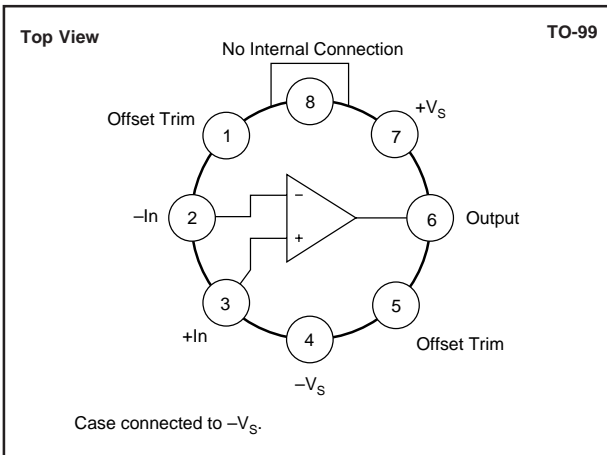 Top View
TO-99
No Internal Connection
8
Offset Trim
1
+VS
7
–In
2
–
+
6
Output
3
+In
5
Offset Trim
4
–VS
Case connected to –VS.